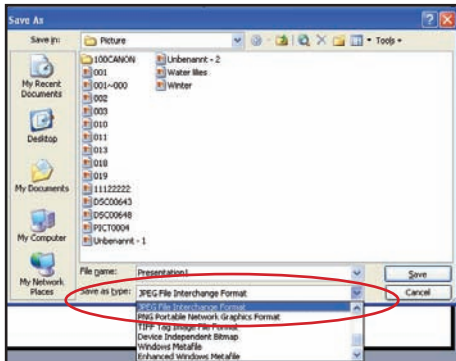 Save As
Save in:
Picture
Tools
My Recent
Documents
Desktop
My Documents
My Computer
My Network
Places
100CANON
001
001~000
002
003
010
011
013
018
019
11122222
DSC00643
DSC00648
PICT0004
Unbenannt - 1
Unbenannt - 2
Water lilies
Winter
File name:
Presentation1
Save
Save as type:
JPEG File Interchange Format
Cancel
JPEG File Interchange Format
PNG Portable Network Graphics Format
TIFF Tag Image File Format
Device Independent Bitmap
Windows Metafile
Enhanced Windows Metafile